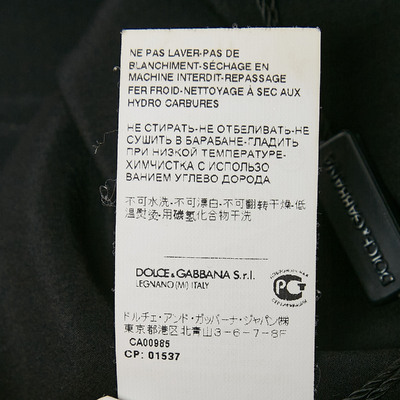 NE PAS LAVER-PAS DE
BLANCHIMENT-SÉCHAGE EN
MACHINE INTERDIT-REPASSAGE
FER FROID-NETTOYAGE À SEC AUX
HYDRO CARBURES
НЕ СТИРАТЬ-НЕ ОТБЕЛИВАТЬ-НЕ
СУШИТЬ В БАРАБАНЕ-ГЛАДИТЬ
ПРИ НИЗКОЙ ТЕМПЕРАТУРЕ-
ХИМЧИСТКА С ИСПОЛЬЗО
ВАНИЕМ УГЛЕВО ДОРОДА
不可水洗-不可漂白-不可翻转干燥-低
温熨烫-用碳氢化合物干洗
DOLCE&GABBANA S.r.l.
LEGNANO (MI) ITALY
PG
ドルチェ・アンド・ガッバーナ・ジャパン(株)
東京都港区北青山3-6-7-8F
CA00985
CP: 01537
DOLCE&GABBANA